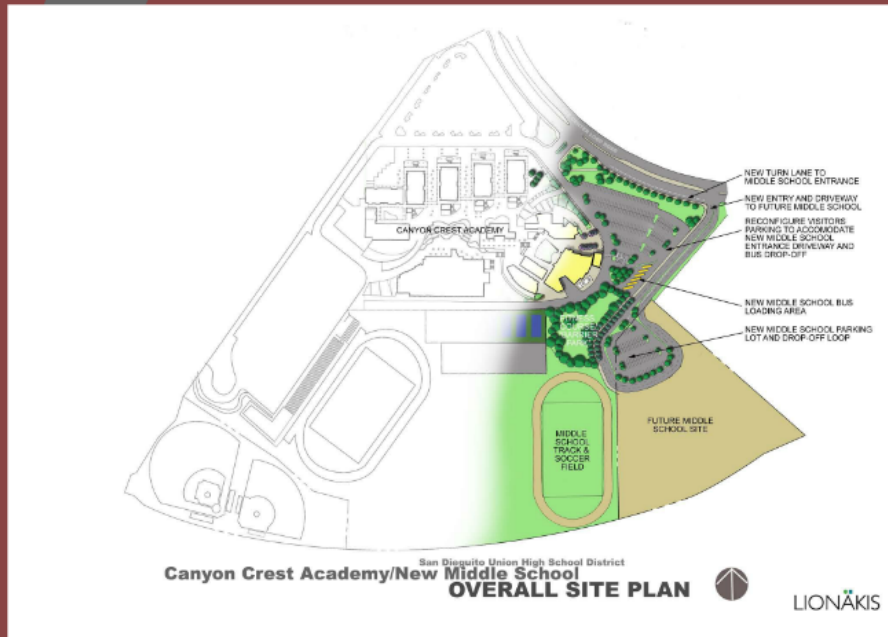 NEW TURN LANE TO
MIDDLE SCHOOL ENTRANCE
NEW ENTRY AND DRIVEWAY
TO FUTURE MIDDLE SCHOOL
RECONFIGURE VISITORS
PARKING TO ACCOMODATE
NEW MIDDLE SCHOOL
ENTRANCE DRIVEWAY AND
BUS DROP-OFF
CANYON CREST ACADEMY
NEW MIDDLE SCHOOL BUS
LOADING AREA
NEW MIDDLE SCHOOL PARKING
LOT AND DROP-OFF LOOP
FUTURE MIDDLE
SCHOOL SITE
MIDDLE
SCHOOL
TRACK &
SOCCER
FIELD
San Dieguito Union High School District
Canyon Crest Academy/New Middle School
OVERALL SITE PLAN
LIONAKIS